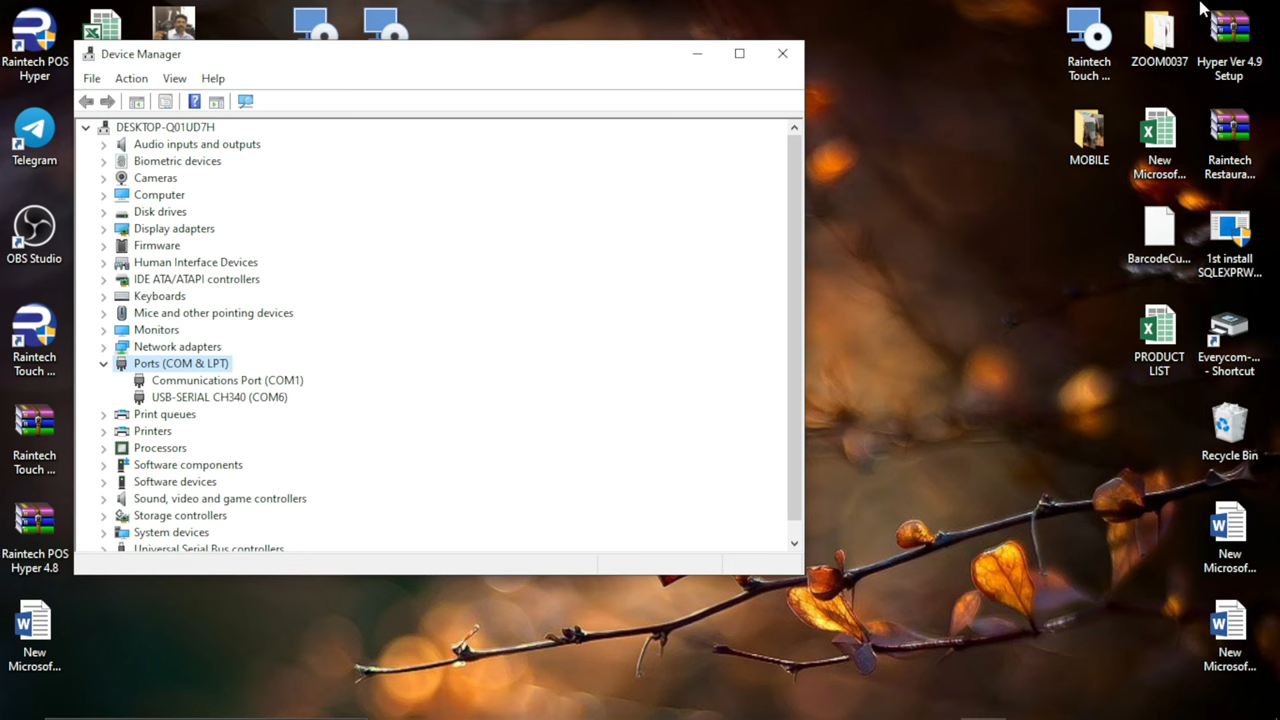 Raintech POS
Hyper
Telegram
OBS Studio
Raintech
Touch ...
Raintech
Touch ...
Raintech POS
Hyper 4.8
New
Microsof...
Device Manager
File Action View Help
DESKTOP-Q01UD7H
Audio inputs and outputs
Biometric devices
Cameras
Computer
Disk drives
Display adapters
Firmware
Human Interface Devices
IDE ATA/ATAPI controllers
Keyboards
Mice and other pointing devices
Monitors
Network adapters
Ports (COM & LPT)
Communications Port (COM1)
USB-SERIAL CH340 (COM6)
Print queues
Printers
Processors
Software components
Software devices
Sound, video and game controllers
Storage controllers
System devices
Universal Serial Bus controllers
Raintech
Touch ...
ZOOM0037
Hyper Ver 4.9
Setup
MOBILE
New
Microsof...
Raintech
Restaura...
BarcodeCu...
1st install
SQLEXPRW...
PRODUCT
LIST
Everycom-...
- Shortcut
Recycle Bin
New
Microsof...
New
Microsof...